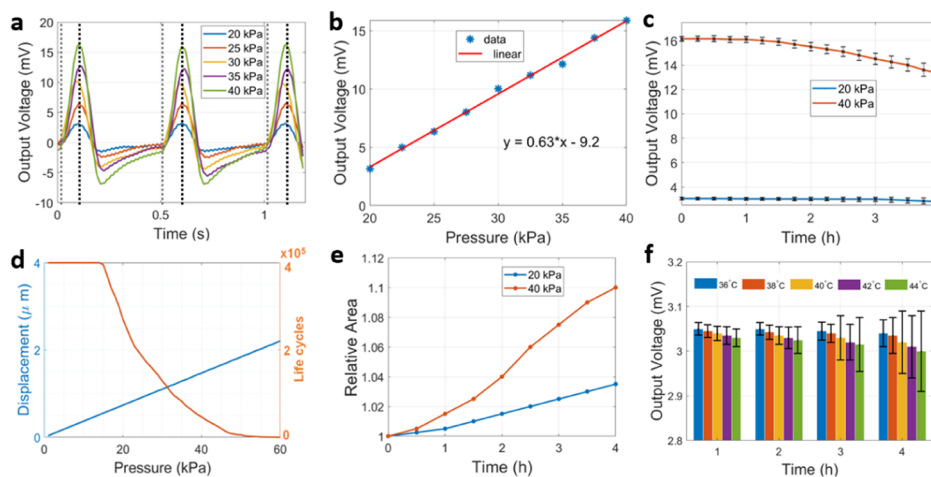 a
20
15
10
5
0
-5
-10
Output Voltage (mV)
20 kPa
25 kPa
30 kPa
35 kPa
40 kPa
0
0.5
1
Time (s)
b
15
10
5
0
Output Voltage (mV)
data
linear
y = 0.63*x - 9.2
20
25
30
35
40
Pressure (kPa)
c
16
14
12
10
8
6
4
Output Voltage (mV)
20 kPa
40 kPa
0
1
2
3
Time (h)
d
4
2
0
Displacement (μ m)
x10⁵
4
2
0
Life cycles
0
20
40
60
Pressure (kPa)
e
1.12
1.1
1.08
1.06
1.04
1.02
1
Relative Area
20 kPa
40 kPa
0
1
2
3
4
Time (h)
f
3.2
3.1
3.0
2.9
2.8
Output Voltage (mV)
36°C
38°C
40°C
42°C
44°C
1
2
3
4
Time (h)